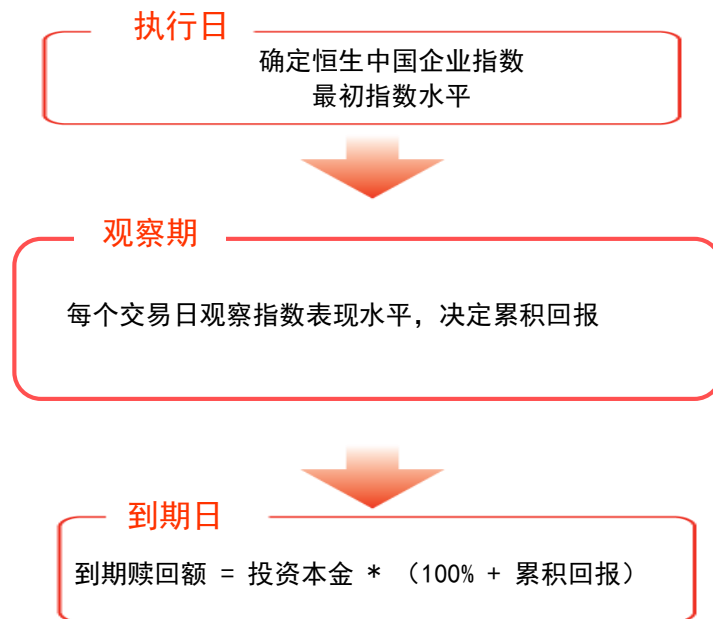 执行日
确定恒生中国企业指数
最初指数水平
观察期
每个交易日观察指数表现水平，决定累积回报
到期日
到期赎回额 = 投资本金 * （100% + 累积回报）